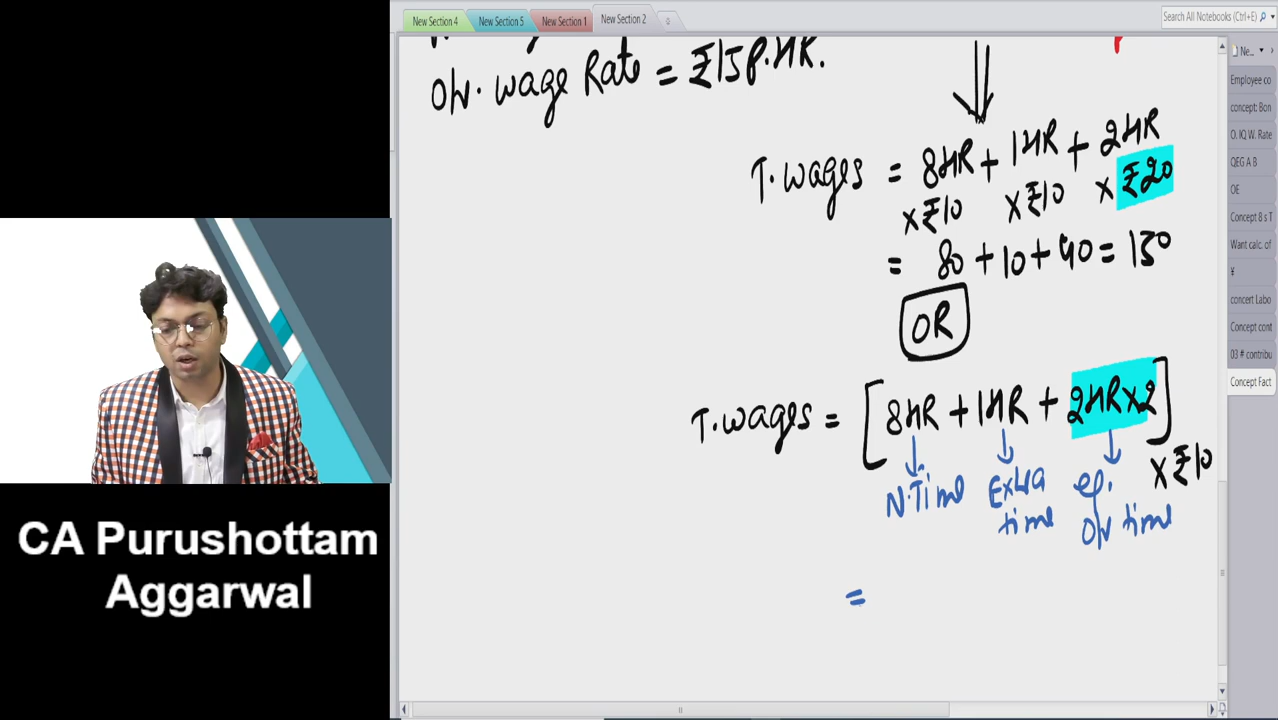 New Section 4
New Section 5
New Section 1
New Section 2
Search All Notebooks (Ctrl+E)
O/v. wage Rate = ₹15 P.HR.
T.wages = 8HR + 1HR + 2HR
x ₹10 x ₹10 x ₹20
= 80 + 10 + 40 = 130
OR
T.wages = [8HR + 1HR + 2HRx2]
x ₹10
N.Time Extra time eq. O/v time
=
CA Purushottam
Aggarwal
Ne...
Employee co
concept: Bon
O. IQ W. Rate
QEG A B
OE
Concept 8 s T
Want calc. of
¥
concert Labo
Concept cont
03 # contribu
Concept Fact